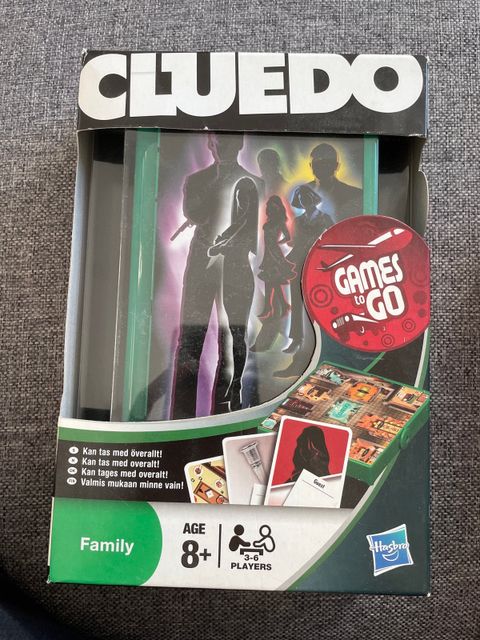 CLUEDO
GAMES
to
GO
Kan tas med överallt!
Kan tas med overalt!
Kan tages med overalt!
Valmis mukaan minne vain!
Guest
Family
AGE
8+
3-6
PLAYERS
Hasbro